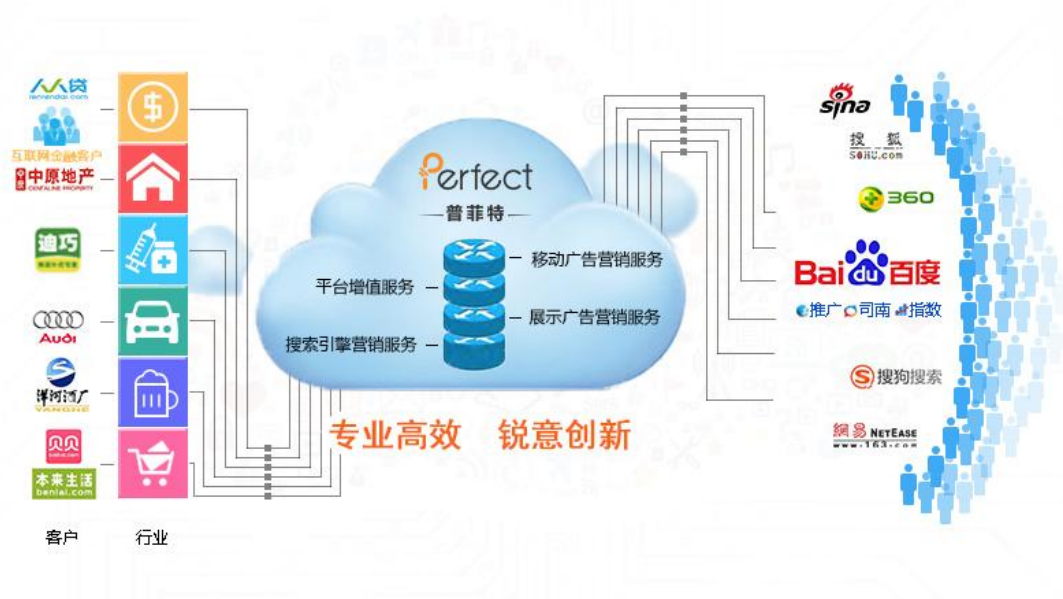 人人贷
renrendai.com
互联网金融客户
中原地产
CENTALINE PROPERTY
迪巧
Audi
洋河酒厂
YANGHE
贝贝
beibei.com
本来生活
benlai.com
客户
行业
$
Perfect
普菲特
移动广告营销服务
平台增值服务
展示广告营销服务
搜索引擎营销服务
专业高效 锐意创新
sina
搜狐
SOHU.com
360
Bai du 百度
推广 司南 指数
S 搜狗搜索
網易 NETEASE
www.163.com